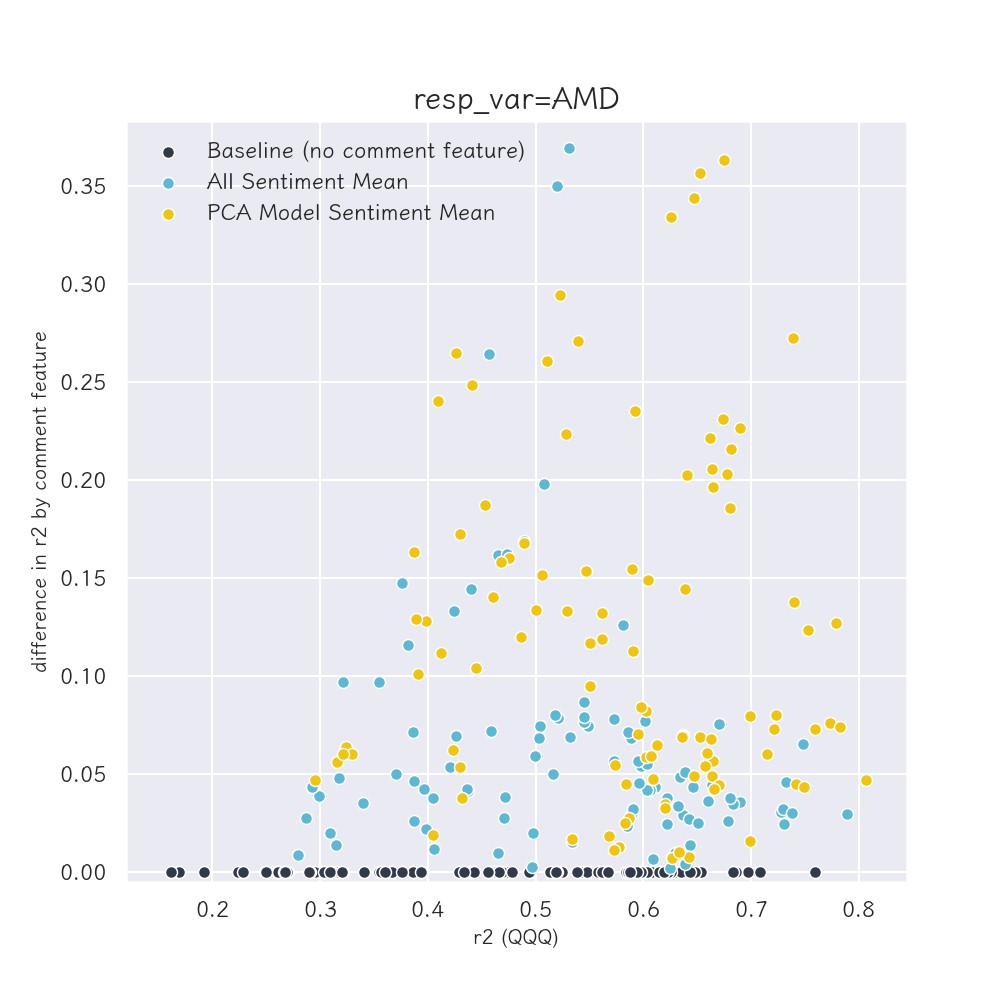 resp_var=AMD
Baseline (no comment feature)
All Sentiment Mean
PCA Model Sentiment Mean
difference in r2 by comment feature
0.35
0.30
0.25
0.20
0.15
0.10
0.05
0.00
0.2 0.3 0.4 0.5 0.6 0.7 0.8
r2 (QQQ)